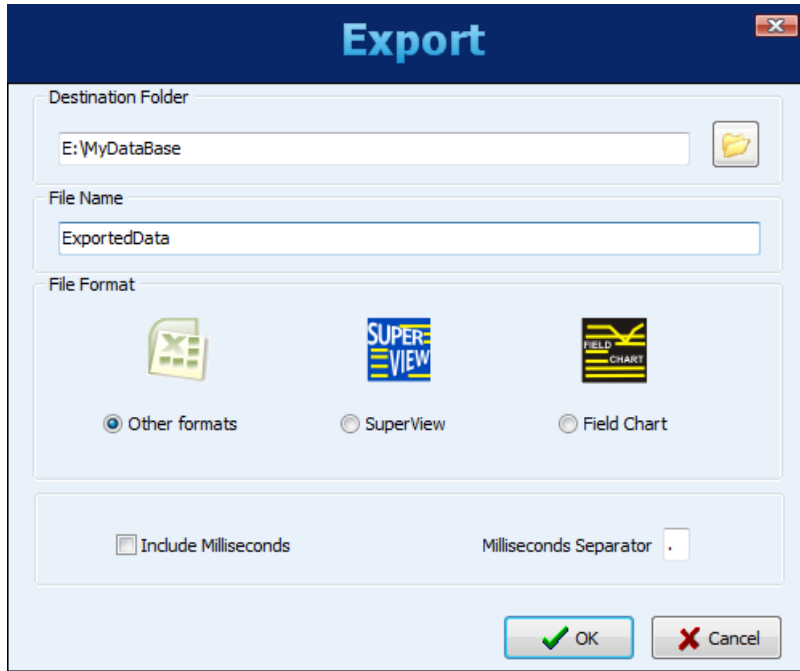 Export
Destination Folder
E:\MyDataBase
File Name
ExportedData
File Format
SUPER
VIEW
FIELD
CHART
Other formats
SuperView
Field Chart
Include Milliseconds
Milliseconds Separator .
OK
Cancel